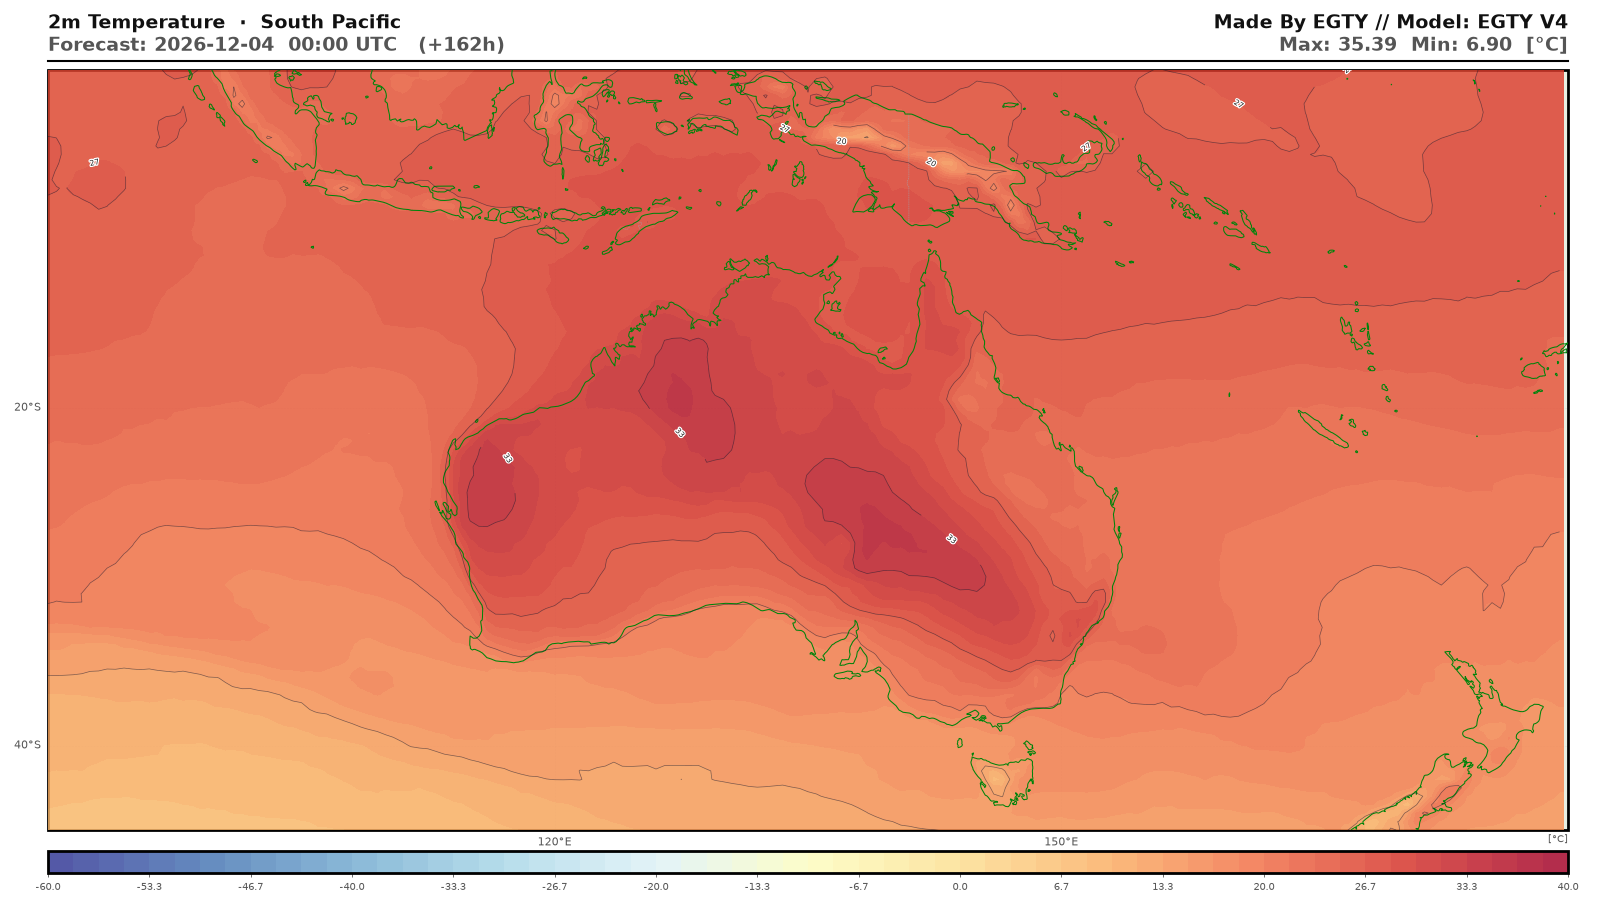 2m Temperature · South Pacific
Made By EGTY // Model: EGTY V4
Forecast: 2026-12-04 00:00 UTC (+162h)
Max: 35.39 Min: 6.90 [°C]
27
27
27
20
27
20
20°S
33
33
33
40°S
120°E
150°E
[°C]
-60.0
-53.3
-46.7
-40.0
-33.3
-26.7
-20.0
-13.3
-6.7
0.0
6.7
13.3
20.0
26.7
33.3
40.0